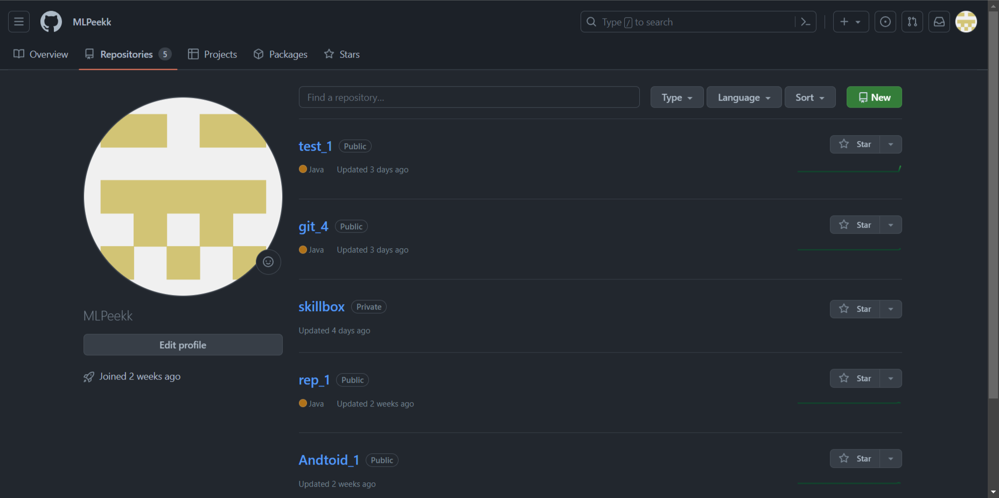 MLPeekk
Type / to search
Overview Repositories 5 Projects Packages Stars
Find a repository...
Type Language Sort New
test_1 Public
Star
Java Updated 3 days ago
git_4 Public
Star
Java Updated 3 days ago
skillbox Private
Star
Updated 4 days ago
rep_1 Public
Star
Java Updated 2 weeks ago
Andtoid_1 Public
Star
Updated 2 weeks ago
MLPeekk
Edit profile
Joined 2 weeks ago